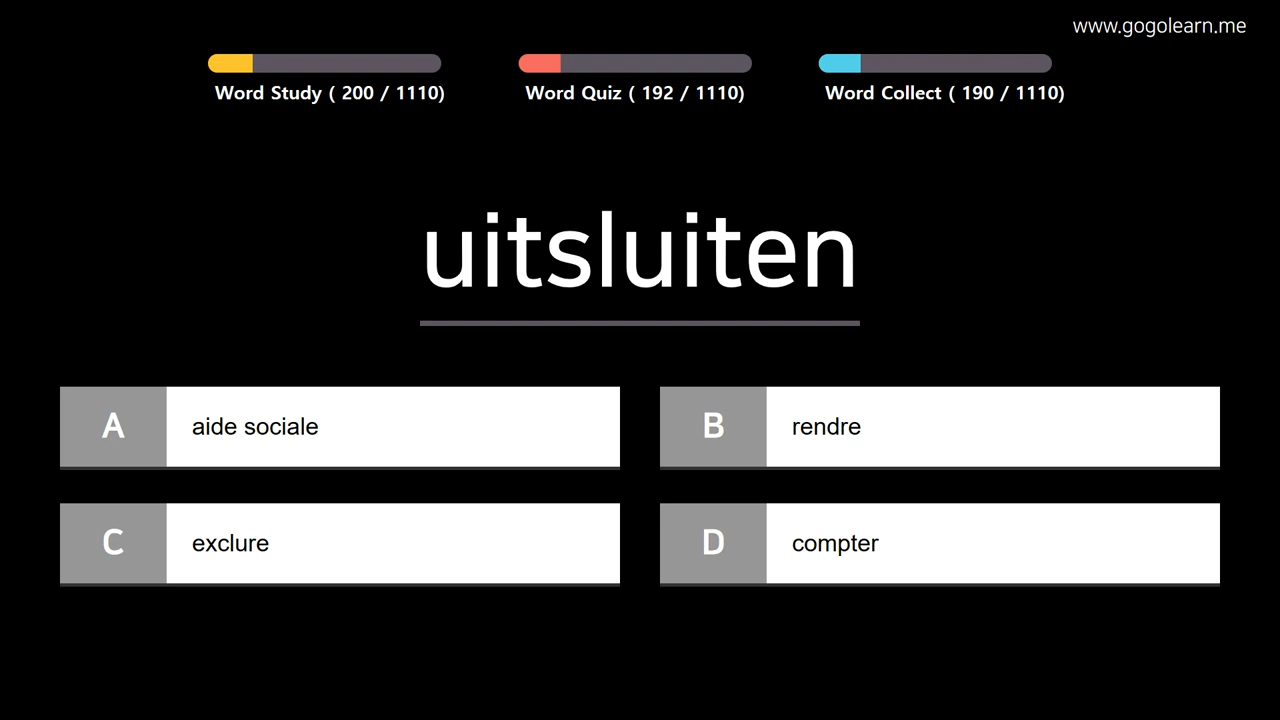 www.gogolearn.me
Word Study ( 200 / 1110)
Word Quiz ( 192 / 1110)
Word Collect ( 190 / 1110)
uitsluiten
A aide sociale
B rendre
C exclure
D compter